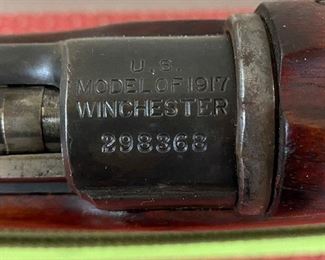 U.S.
MODEL OF 1917
WINCHESTER
298368